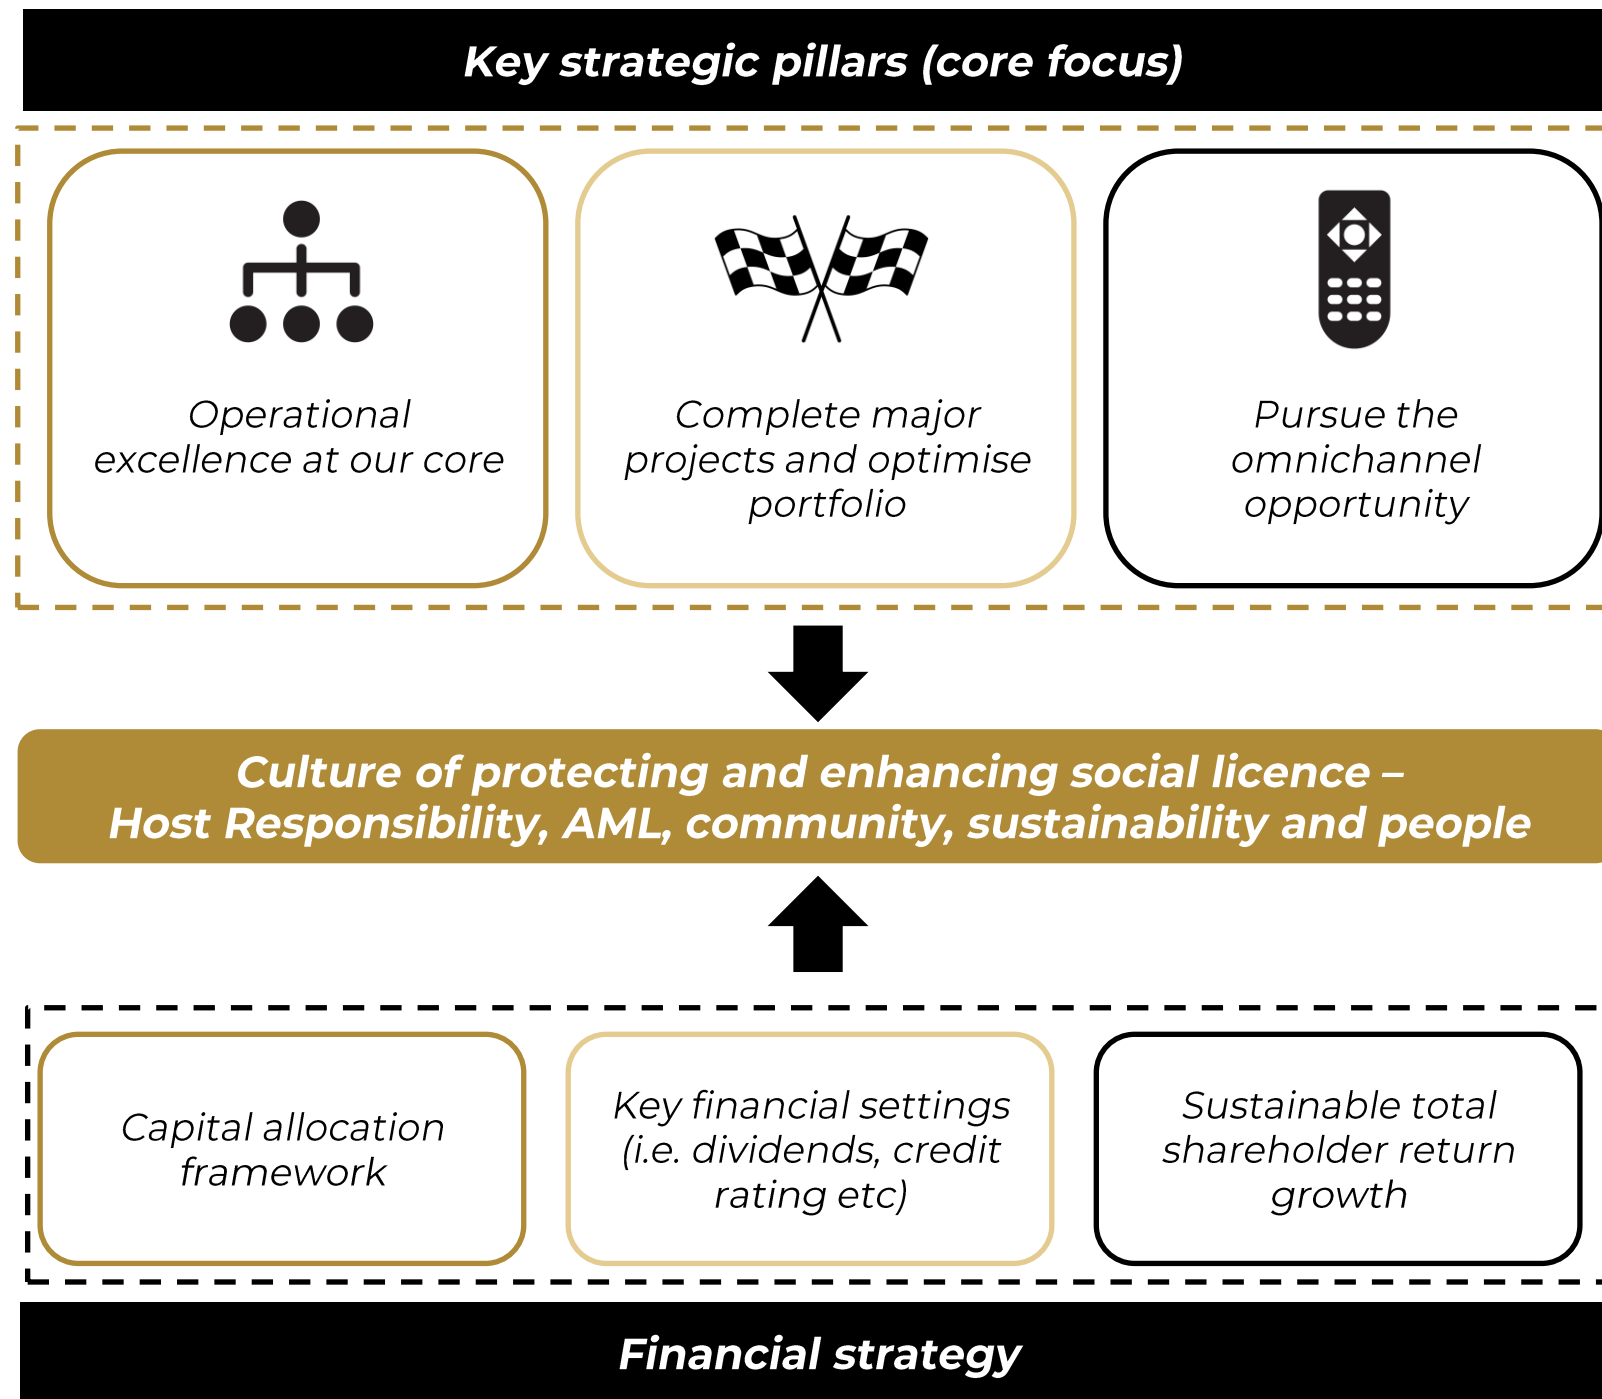 Key strategic pillars (core focus)
Operational
excellence at our core
Complete major
projects and optimise
portfolio
Pursue the
omnichannel
opportunity
Culture of protecting and enhancing social licence –
Host Responsibility, AML, community, sustainability and people
Capital allocation
framework
Key financial settings
(i.e. dividends, credit
rating etc)
Sustainable total
shareholder return
growth
Financial strategy